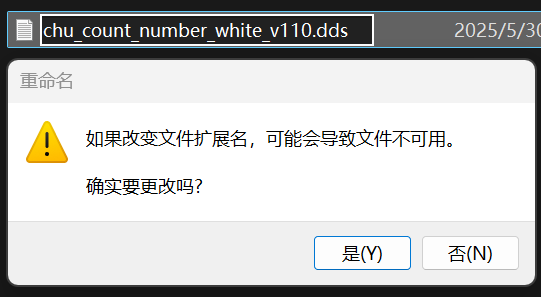 chu_count_number_white_v110.dds 2025/5/30
重命名
如果改变文件扩展名，可能会导致文件不可用。
确实要更改吗?
是(Y) 否(N)